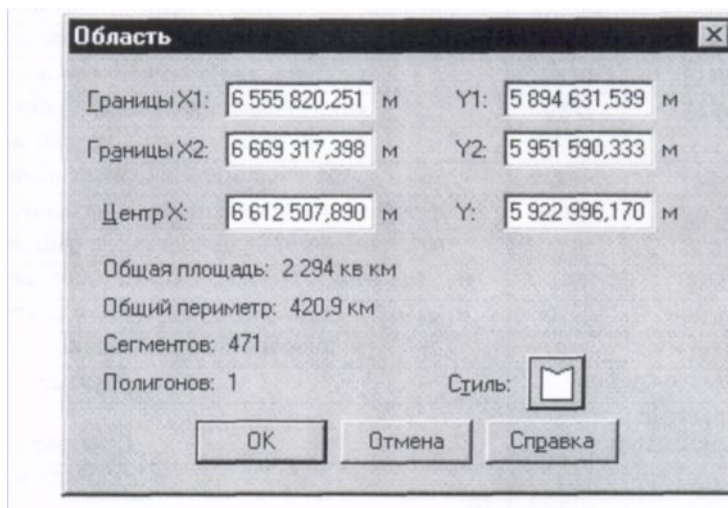 Область
Границы X1: 6 555 820,251 м Y1: 5 894 631,539 м
Границы X2: 6 669 317,398 м Y2: 5 951 590,333 м
Центр X: 6 612 507,890 м Y: 5 922 996,170 м
Общая площадь: 2 294 кв км
Общий периметр: 420,9 км
Сегментов: 471
Полигонов: 1 Стиль:
OK Отмена Справка